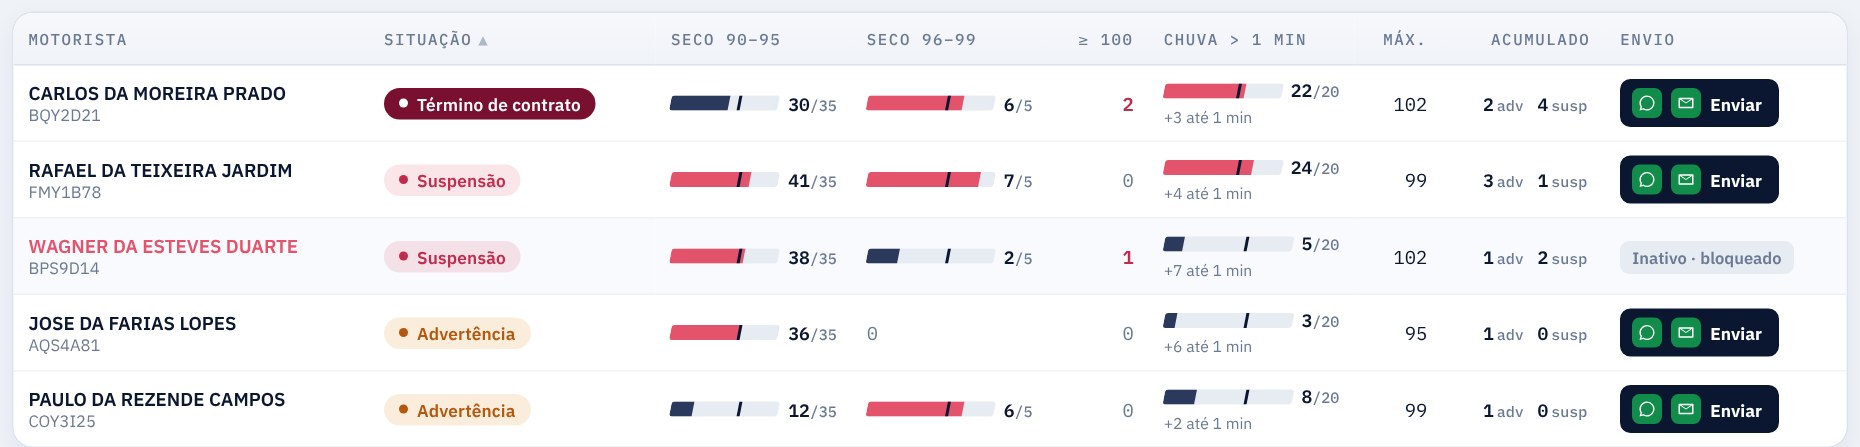 MOTORISTA SITUAÇÃO ▲ SECO 90–95 SECO 96–99 ≥ 100 CHUVA > 1 MIN MÁX. ACUMULADO ENVIO
CARLOS DA MOREIRA PRADO
BQY2D21
Término de contrato 30/35 6/5 2 22/20
+3 até 1 min
102 2 adv 4 susp Enviar
RAFAEL DA TEIXEIRA JARDIM
FMY1B78
Suspensão 41/35 7/5 0 24/20
+4 até 1 min
99 3 adv 1 susp Enviar
WAGNER DA ESTEVES DUARTE
BPS9D14
Suspensão 38/35 2/5 1 5/20
+7 até 1 min
102 1 adv 2 susp Inativo · bloqueado
JOSE DA FARIAS LOPES
AQS4A81
Advertência 36/35 0 0 3/20
+6 até 1 min
95 1 adv 0 susp Enviar
PAULO DA REZENDE CAMPOS
COY3I25
Advertência 12/35 6/5 0 8/20
+2 até 1 min
99 1 adv 0 susp Enviar